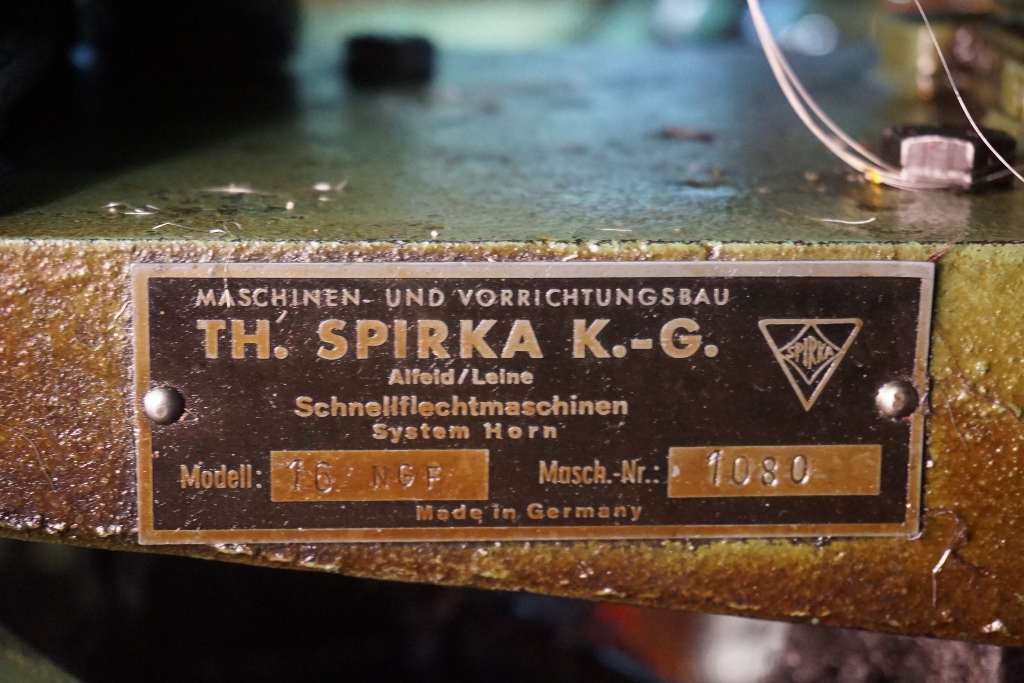 MASCHINEN- UND VORRICHTUNGSBAU
TH. SPIRKA K.-G.
SPIRKA
Alfeld/Leine
Schnellflechtmaschinen
System Horn
Modell: 16 NGF Masch.-Nr.: 1080
Made in Germany